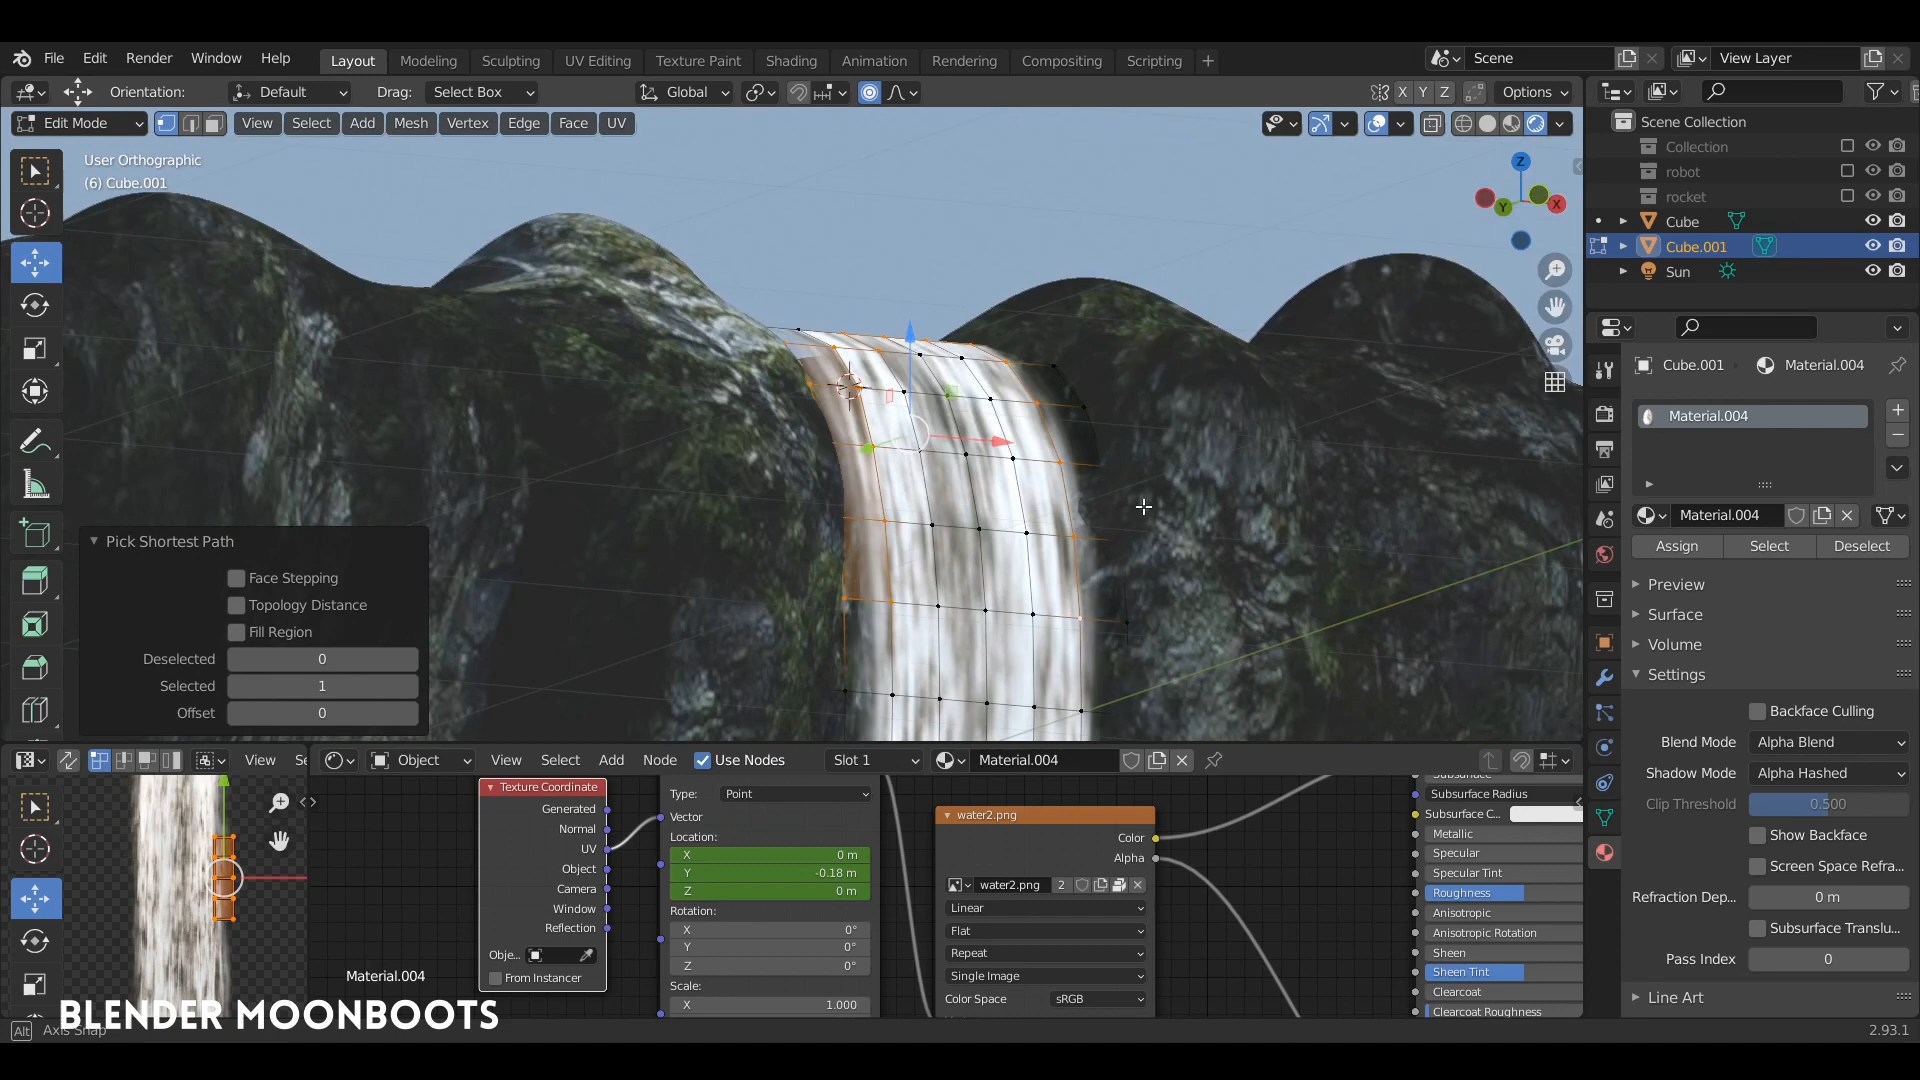 File Edit Render Window Help Layout Modeling Sculpting UV Editing Texture Paint Shading Animation Rendering Compositing Scripting + Scene View Layer
Orientation: Default Drag: Select Box Global X Y Z Options
Edit Mode View Select Add Mesh Vertex Edge Face UV
User Orthographic
(6) Cube.001
Z
Y
X
Scene Collection
Collection
robot
rocket
Cube
Cube.001
Sun
Cube.001 Material.004
Material.004
Material.004
Assign Select Deselect
Preview
Surface
Volume
Settings
Backface Culling
Blend Mode Alpha Blend
Shadow Mode Alpha Hashed
Clip Threshold 0.500
Show Backface
Screen Space Refra...
Refraction Dep... 0 m
Subsurface Translu...
Pass Index 0
Line Art
Pick Shortest Path
Face Stepping
Topology Distance
Fill Region
Deselected 0
Selected 1
Offset 0
View Object View Select Add Node Use Nodes Slot 1 Material.004
Texture Coordinate
Generated
Normal
UV
Object
Camera
Window
Reflection
Obje...
From Instancer
Material.004
Type: Point
Vector
Location:
X 0 m
Y -0.18 m
Z 0 m
Rotation:
X 0°
Y 0°
Z 0°
Scale:
X 1.000
water2.png
Color
Alpha
water2.png 2
Linear
Flat
Repeat
Single Image
Color Space sRGB
Subsurface Radius
Subsurface C...
Metallic
Specular
Specular Tint
Roughness
Anisotropic
Anisotropic Rotation
Sheen
Sheen Tint
Clearcoat
Clearcoat Roughness
BLENDER MOONBOOTS
Alt Axis Snap
2.93.1